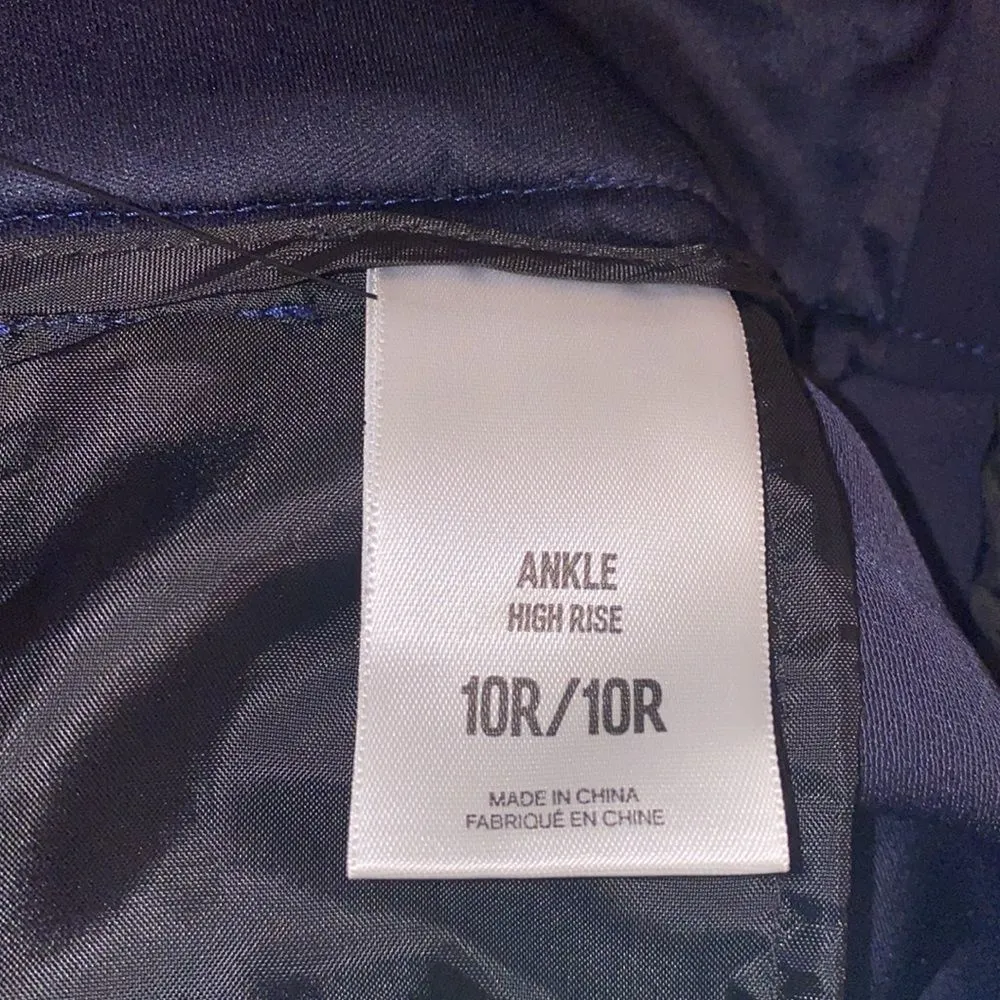 ANKLE
HIGH RISE
10R/10R
MADE IN CHINA
FABRIQUÉ EN CHINE